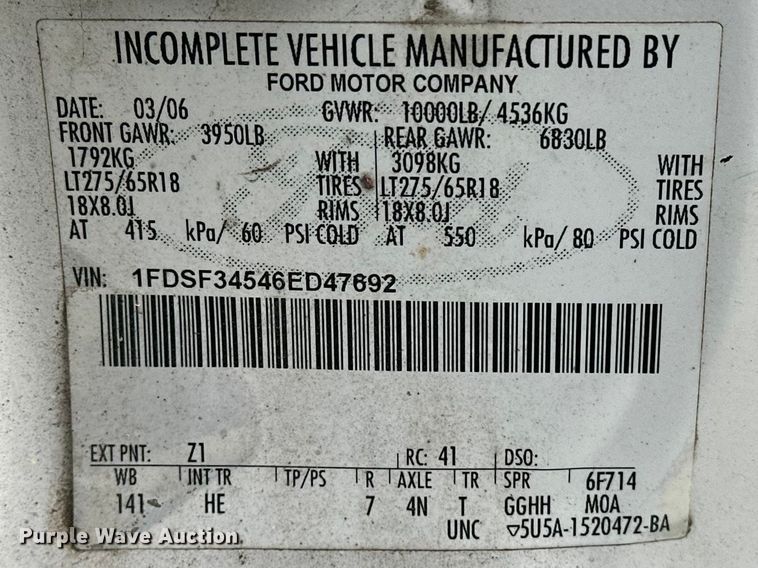 INCOMPLETE VEHICLE MANUFACTURED BY
FORD MOTOR COMPANY
DATE: 03/06 GVWR: 10000LB/ 4536KG
FRONT GAWR: 3950LB REAR GAWR: 6830LB
1792KG WITH 3098KG WITH
LT275/65R18 TIRES LT275/65R18 TIRES
18X8.0J RIMS 18X8.0J RIMS
AT 415 kPa/ 60 PSI COLD AT 550 kPa/ 80 PSI COLD
VIN: 1FDSF34546ED47692
EXT PNT: Z1 RC: 41 DSO:
WB INT TR TP/PS R AXLE TR SPR 6F714
141 HE 7 4N T GGHH MOA
UNC ▽5U5A-1520472-BA
Purple Wave Auction